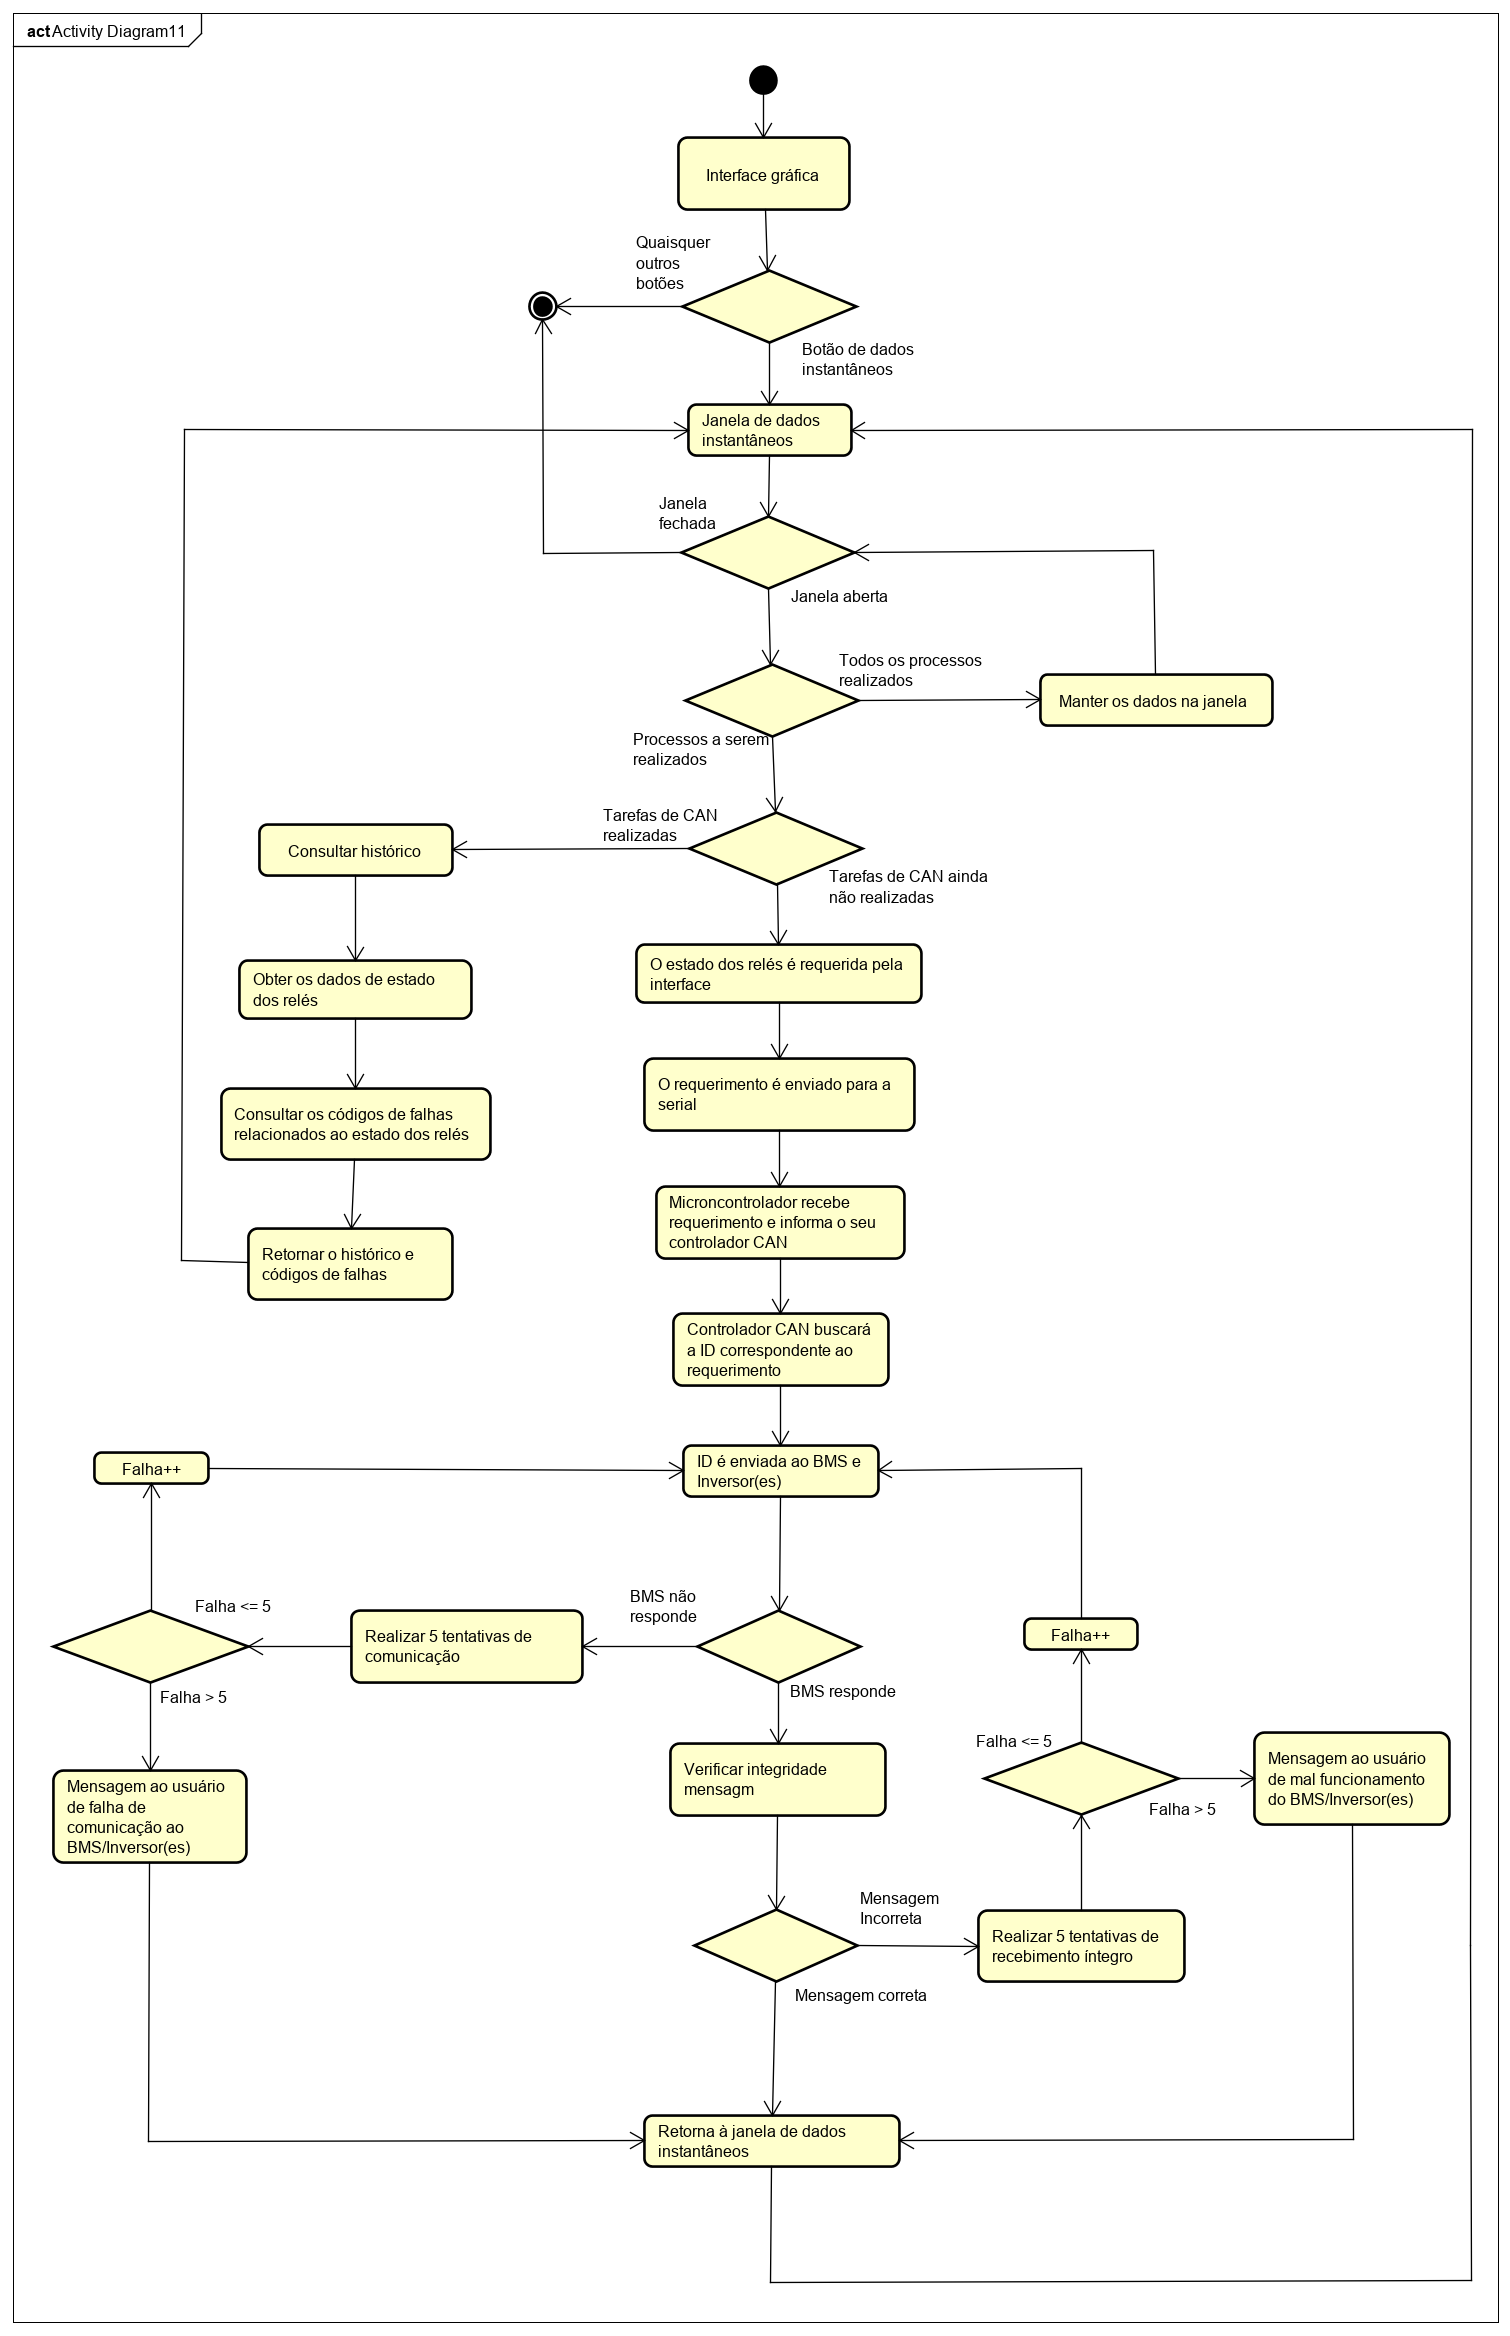 act Activity Diagram11
Interface gráfica
Quaisquer
outros
botões
Botão de dados
instantâneos
Janela de dados
instantâneos
Janela
fechada
Janela aberta
Todos os processos
realizados
Manter os dados na janela
Processos a serem
realizados
Tarefas de CAN
realizadas
Consultar histórico
Tarefas de CAN ainda
não realizadas
O estado dos relés é requerida pela
interface
Obter os dados de estado
dos relés
O requerimento é enviado para a
serial
Consultar os códigos de falhas
relacionados ao estado dos relés
Microncontrolador recebe
requerimento e informa o seu
controlador CAN
Retornar o histórico e
códigos de falhas
Controlador CAN buscará
a ID correspondente ao
requerimento
Falha++
ID é enviada ao BMS e
Inversor(es)
BMS não
responde
Falha <= 5
Realizar 5 tentativas de
comunicação
Falha++
BMS responde
Falha > 5
Falha <= 5
Mensagem ao usuário
de mal funcionamento
do BMS/Inversor(es)
Verificar integridade
mensagm
Mensagem ao usuário
de falha de
comunicação ao
BMS/Inversor(es)
Falha > 5
Mensagem
Incorreta
Realizar 5 tentativas de
recebimento íntegro
Mensagem correta
Retorna à janela de dados
instantâneos